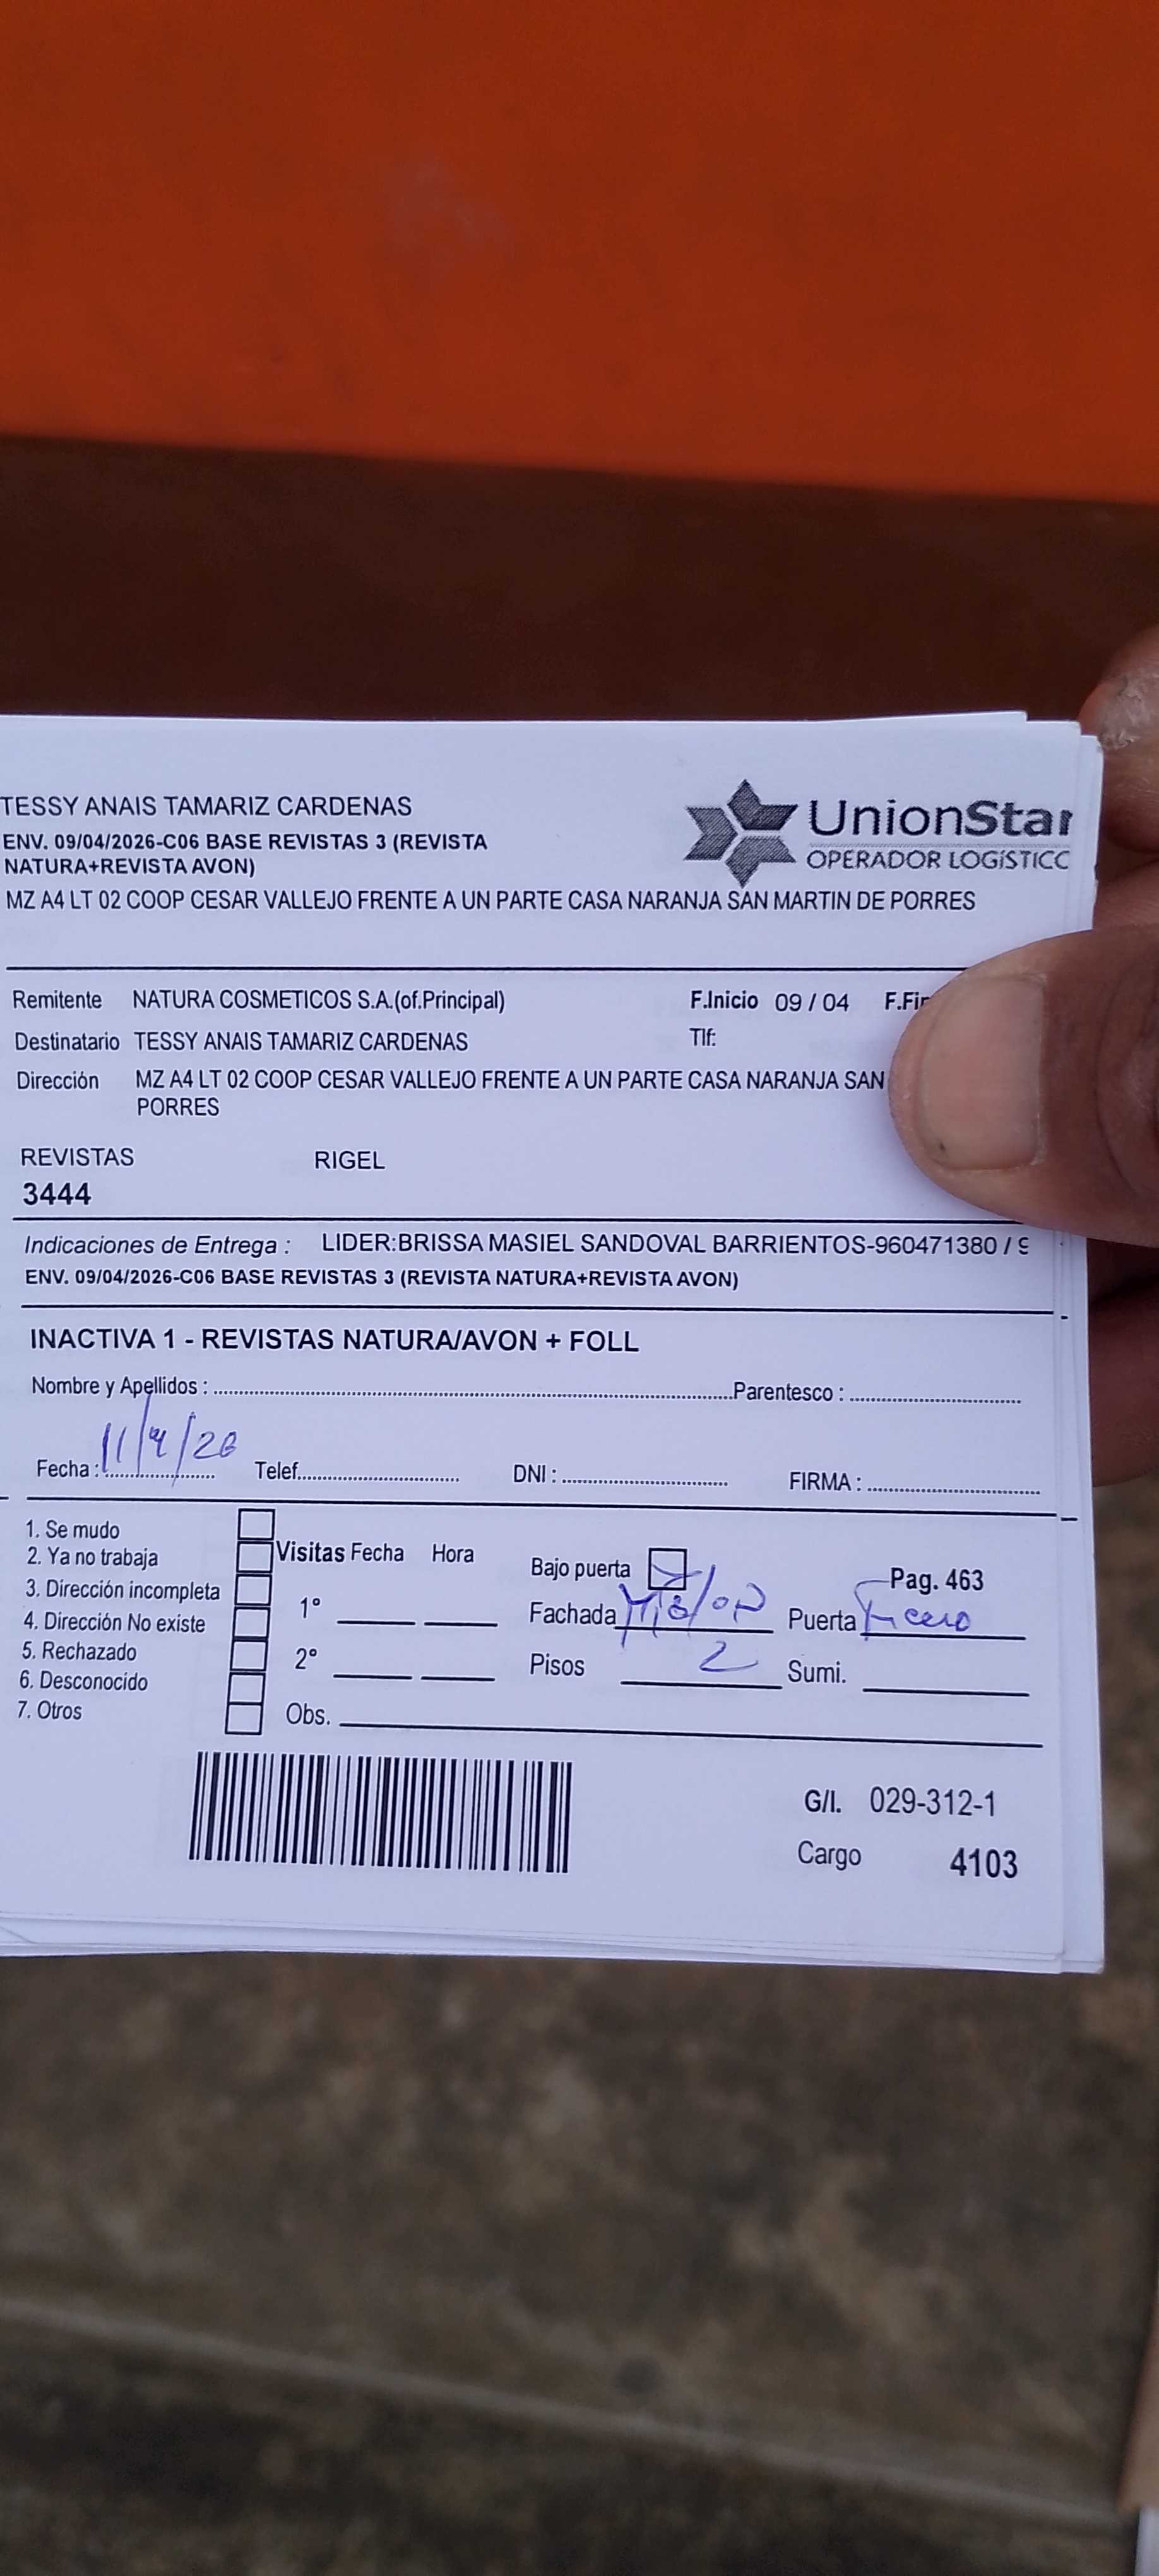 TESSY ANAIS TAMARIZ CARDENAS
ENV. 09/04/2026-C06 BASE REVISTAS 3 (REVISTA
NATURA+REVISTA AVON)
UnionStar
OPERADOR LOGÍSTICO
MZ A4 LT 02 COOP CESAR VALLEJO FRENTE A UN PARTE CASA NARANJA SAN MARTIN DE PORRES
Remitente NATURA COSMETICOS S.A.(of.Principal) F.Inicio 09 / 04 F.Fin
Destinatario TESSY ANAIS TAMARIZ CARDENAS Tlf:
Dirección MZ A4 LT 02 COOP CESAR VALLEJO FRENTE A UN PARTE CASA NARANJA SAN
PORRES
REVISTAS RIGEL
3444
Indicaciones de Entrega : LIDER:BRISSA MASIEL SANDOVAL BARRIENTOS-960471380 / 9
ENV. 09/04/2026-C06 BASE REVISTAS 3 (REVISTA NATURA+REVISTA AVON)
INACTIVA 1 - REVISTAS NATURA/AVON + FOLL
Nombre y Apellidos : Parentesco :
Fecha : 11/4/26 Telef. DNI : FIRMA :
1. Se mudo
2. Ya no trabaja
3. Dirección incompleta
4. Dirección No existe
5. Rechazado
6. Desconocido
7. Otros
Visitas Fecha Hora
1°
2°
Obs.
Bajo puerta Pag. 463
Fachada Puerta
Pisos 2 Sumi.
G/I. 029-312-1
Cargo 4103